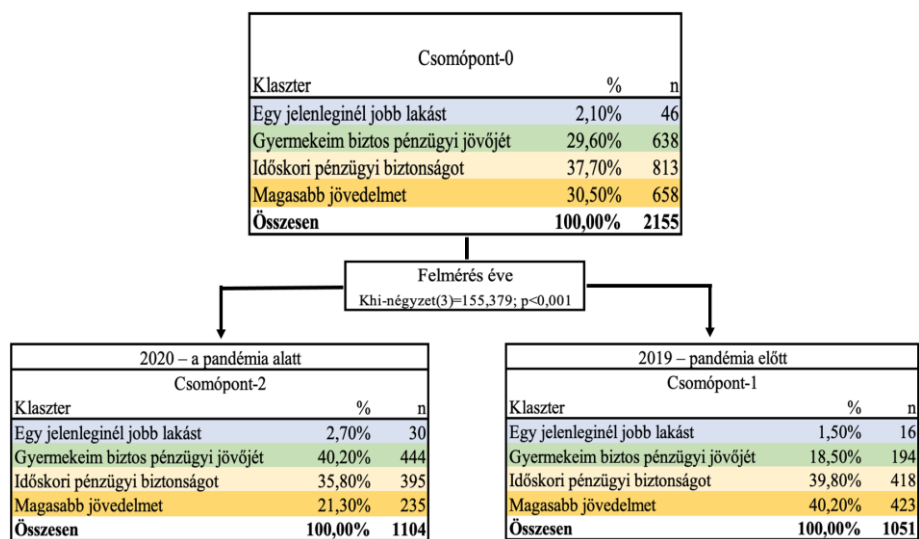 Csomópont-0
Klaszter % n
Egy jelenleginél jobb lakást 2,10% 46
Gyermekeim biztos pénzügyi jövőjét 29,60% 638
Időskori pénzügyi biztonságot 37,70% 813
Magasabb jövedelmet 30,50% 658
Összesen 100,00% 2155
Felmérés éve
Khi-négyzet(3)=155,379; p<0,001
2020 – a pandémia alatt
Csomópont-2
Klaszter % n
Egy jelenleginél jobb lakást 2,70% 30
Gyermekeim biztos pénzügyi jövőjét 40,20% 444
Időskori pénzügyi biztonságot 35,80% 395
Magasabb jövedelmet 21,30% 235
Összesen 100,00% 1104
2019 – pandémia előtt
Csomópont-1
Klaszter % n
Egy jelenleginél jobb lakást 1,50% 16
Gyermekeim biztos pénzügyi jövőjét 18,50% 194
Időskori pénzügyi biztonságot 39,80% 418
Magasabb jövedelmet 40,20% 423
Összesen 100,00% 1051